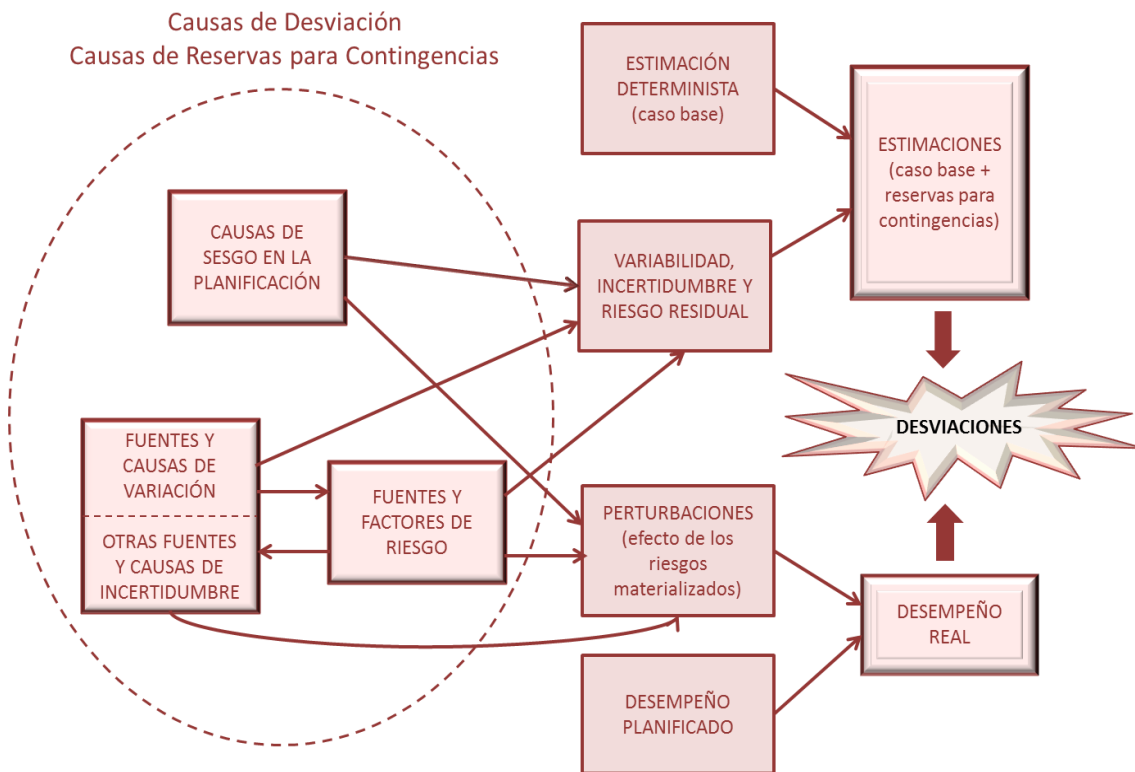 Causas de Desviación
Causas de Reservas para Contingencias
ESTIMACIÓN
DETERMINISTA
(caso base)
ESTIMACIONES
(caso base +
reservas para
contingencias)
CAUSAS DE
SESGO EN LA
PLANIFICACIÓN
VARIABILIDAD,
INCERTIDUMBRE Y
RIESGO RESIDUAL
DESVIACIONES
FUENTES Y
CAUSAS DE
VARIACIÓN
OTRAS FUENTES
Y CAUSAS DE
INCERTIDUMBRE
FUENTES Y
FACTORES DE
RIESGO
PERTURBACIONES
(efecto de los
riesgos
materializados)
DESEMPEÑO
REAL
DESEMPEÑO
PLANIFICADO